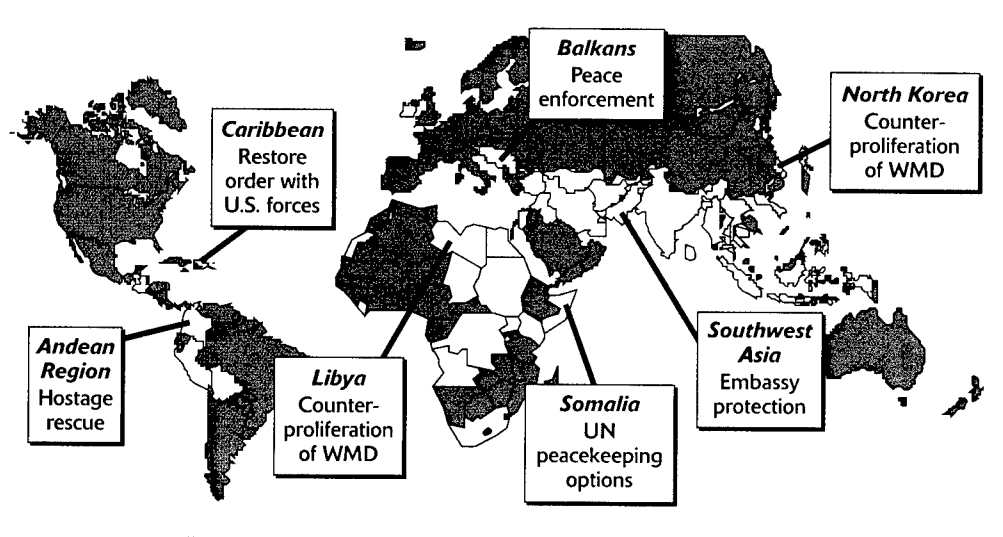 Balkans
Peace
enforcement
North Korea
Counter-
proliferation
of WMD
Caribbean
Restore
order with
U.S. forces
Andean
Region
Hostage
rescue
Libya
Counter-
proliferation
of WMD
Somalia
UN
peacekeeping
options
Southwest
Asia
Embassy
protection